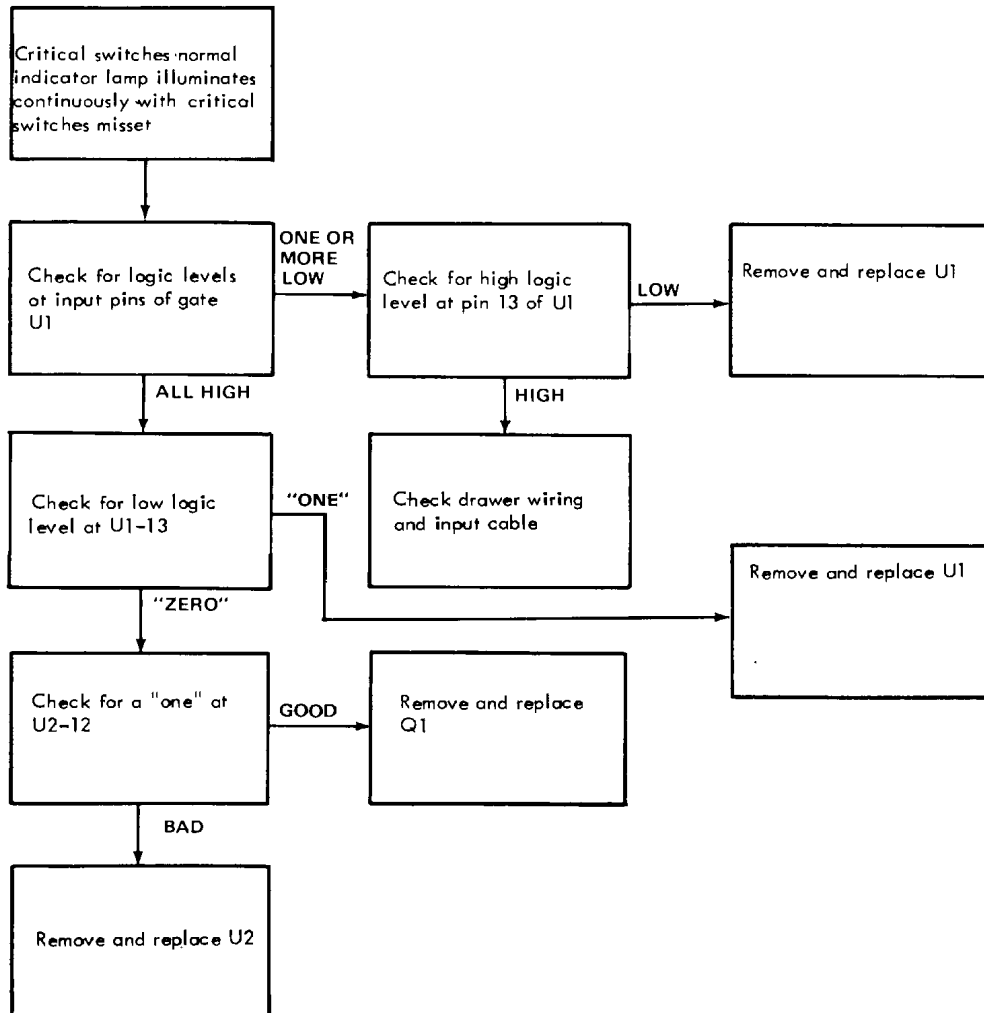 Critical switches normal
indicator lamp illuminates
continuously with critical
switches misset
Check for logic levels
at input pins of gate
U1
ONE OR
MORE
LOW
Check for high logic
level at pin 13 of U1
LOW
Remove and replace U1
ALL HIGH
HIGH
Check for low logic
level at U1-13
"ONE"
Check drawer wiring
and input cable
Remove and replace U1
"ZERO"
Check for a "one" at
U2-12
GOOD
Remove and replace
Q1
BAD
Remove and replace U2